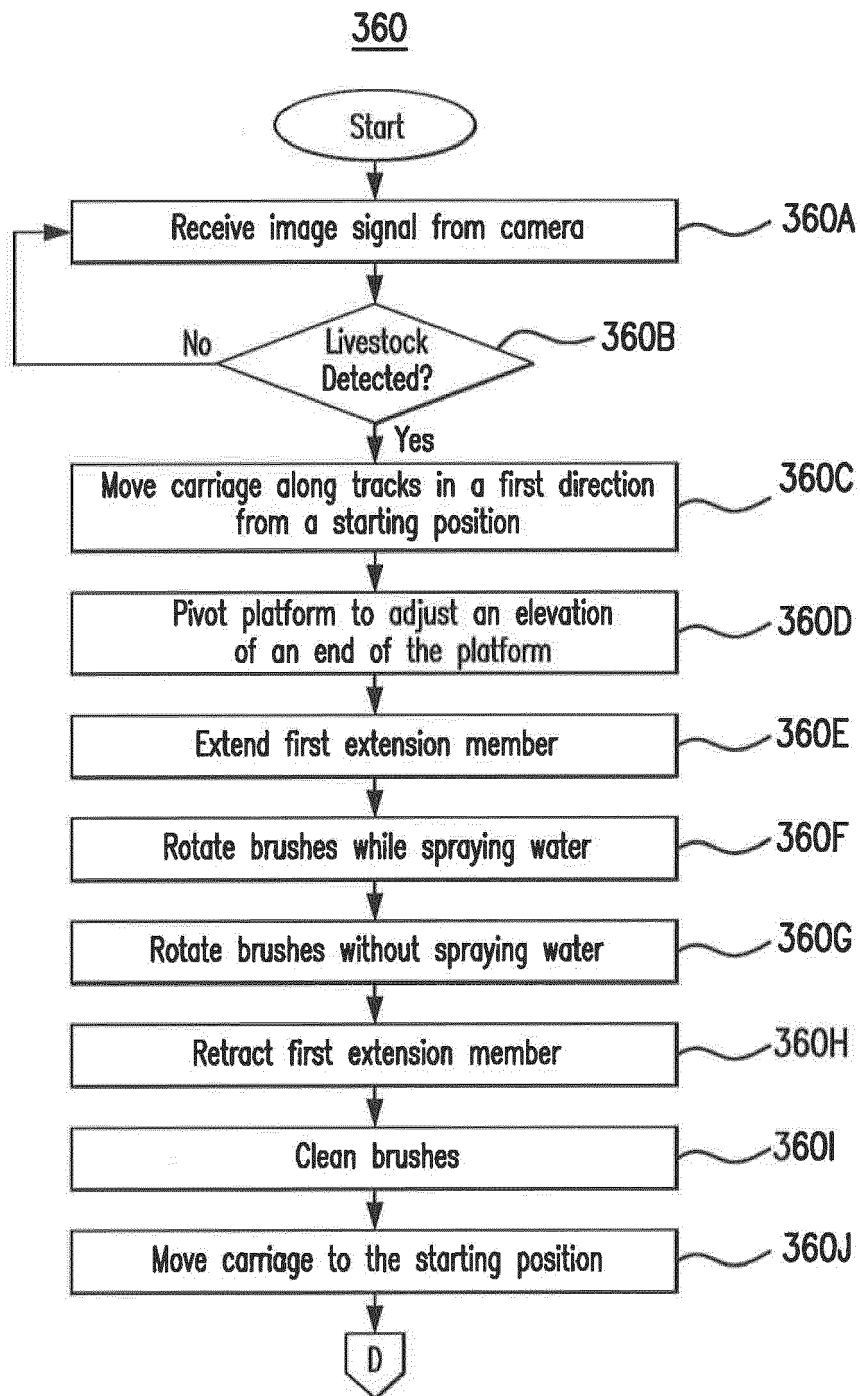 360
Start
Receive image signal from camera
360A
Livestock
Detected?
360B
No
Yes
Move carriage along tracks in a first direction
from a starting position
360C
Pivot platform to adjust an elevation
of an end of the platform
360D
Extend first extension member
360E
Rotate brushes while spraying water
360F
Rotate brushes without spraying water
360G
Retract first extension member
360H
Clean brushes
360I
Move carriage to the starting position
360J
D